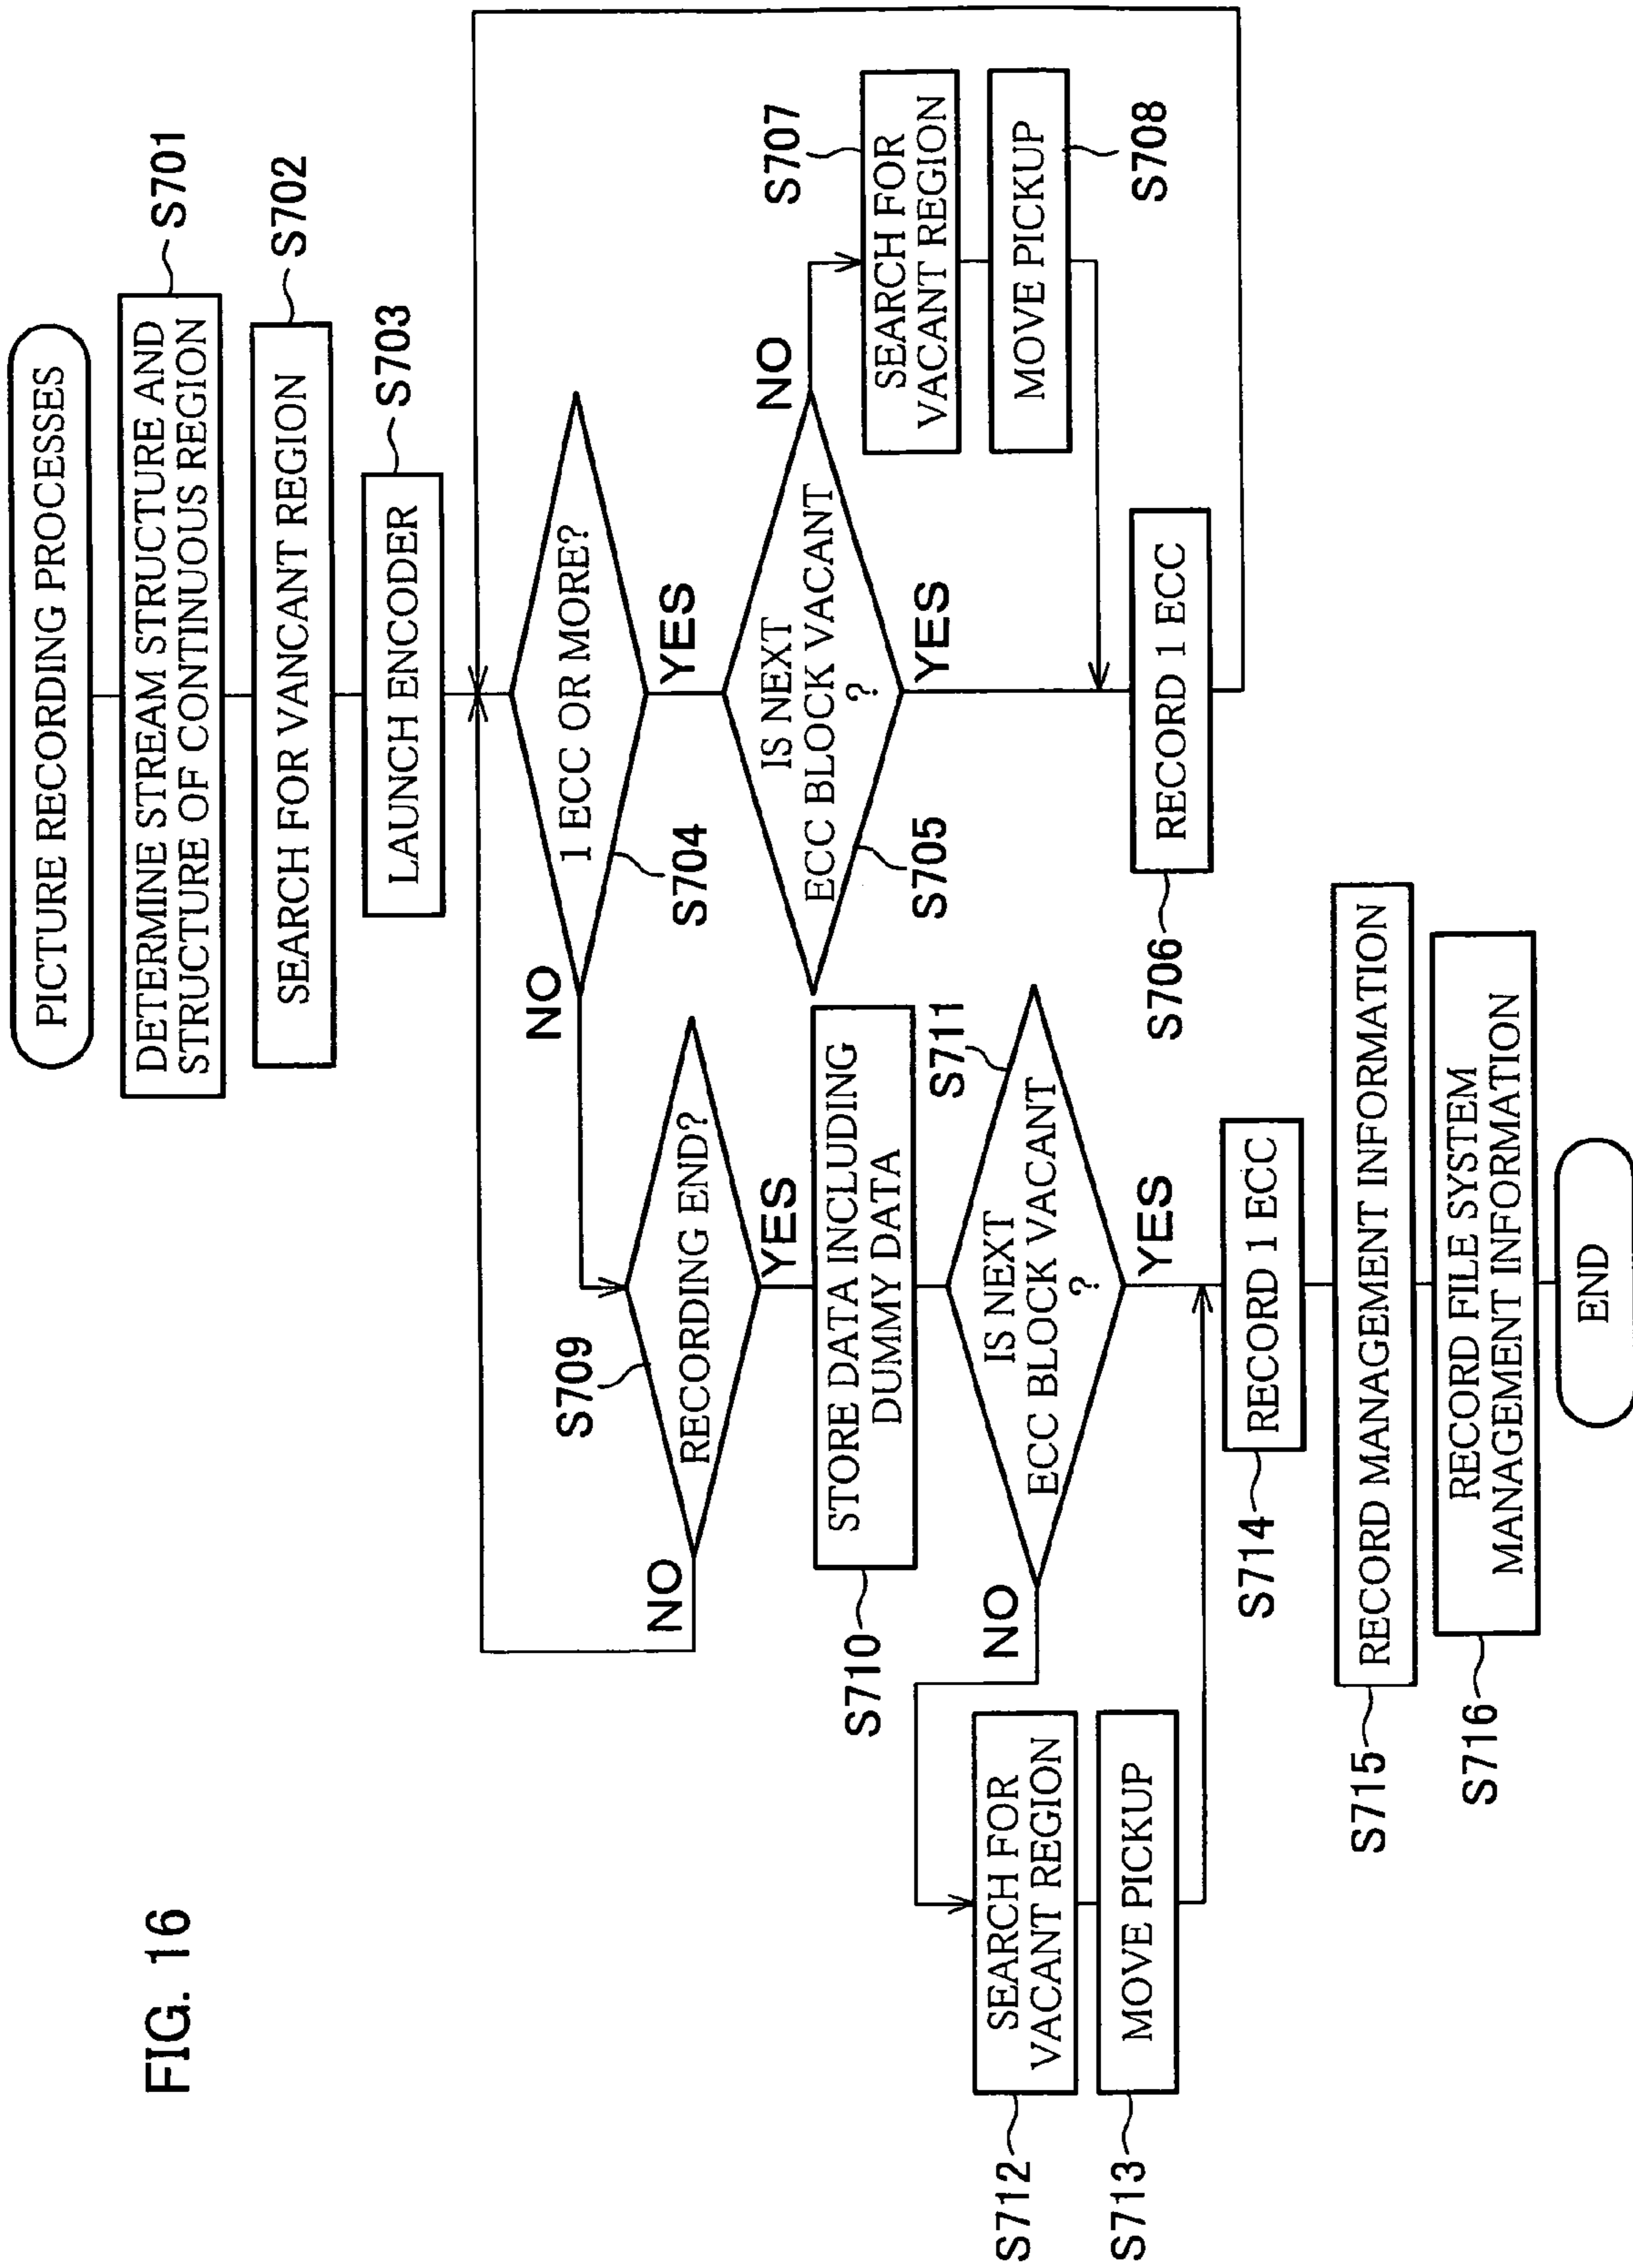 FIG. 16
PICTURE RECORDING PROCESSES
DETERMINE STREAM STRUCTURE AND
STRUCTURE OF CONTINUOUS REGION
S701
SEARCH FOR VANCANT REGION
S702
LAUNCH ENCODER
S703
1 ECC OR MORE?
S704
NO
YES
IS NEXT
ECC BLOCK VACANT
?
S705
NO
YES
S707
SEARCH FOR
VACANT REGION
MOVE PICKUP
S708
RECORD 1 ECC
S706
RECORDING END?
S709
NO
YES
STORE DATA INCLUDING
DUMMY DATA
S710
IS NEXT
ECC BLOCK VACANT
?
S711
NO
YES
SEARCH FOR
VACANT REGION
S712
MOVE PICKUP
S713
RECORD 1 ECC
S714
RECORD MANAGEMENT INFORMATION
S715
RECORD FILE SYSTEM
MANAGEMENT INFORMATION
S716
END